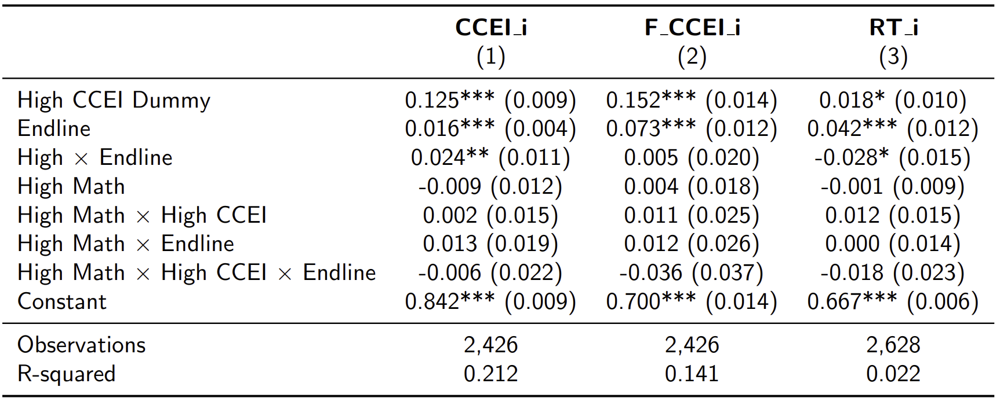 CCEI_i F_CCEI_i RT_i
(1) (2) (3)
High CCEI Dummy 0.125*** (0.009) 0.152*** (0.014) 0.018* (0.010)
Endline 0.016*** (0.004) 0.073*** (0.012) 0.042*** (0.012)
High × Endline 0.024** (0.011) 0.005 (0.020) -0.028* (0.015)
High Math -0.009 (0.012) 0.004 (0.018) -0.001 (0.009)
High Math × High CCEI 0.002 (0.015) 0.011 (0.025) 0.012 (0.015)
High Math × Endline 0.013 (0.019) 0.012 (0.026) 0.000 (0.014)
High Math × High CCEI × Endline -0.006 (0.022) -0.036 (0.037) -0.018 (0.023)
Constant 0.842*** (0.009) 0.700*** (0.014) 0.667*** (0.006)
Observations 2,426 2,426 2,628
R-squared 0.212 0.141 0.022